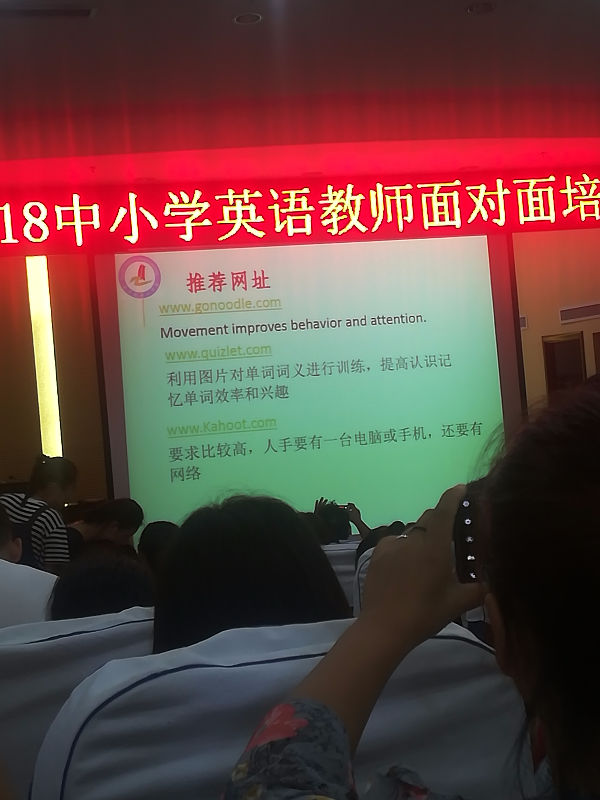 18中小学英语教师面对面培
推荐网址
www.gonoodle.com
Movement improves behavior and attention.
www.quizlet.com
利用图片对单词词义进行训练，提高认识记
忆单词效率和兴趣
www.Kahoot.com
要求比较高，人手要有一台电脑或手机，还要有
网络